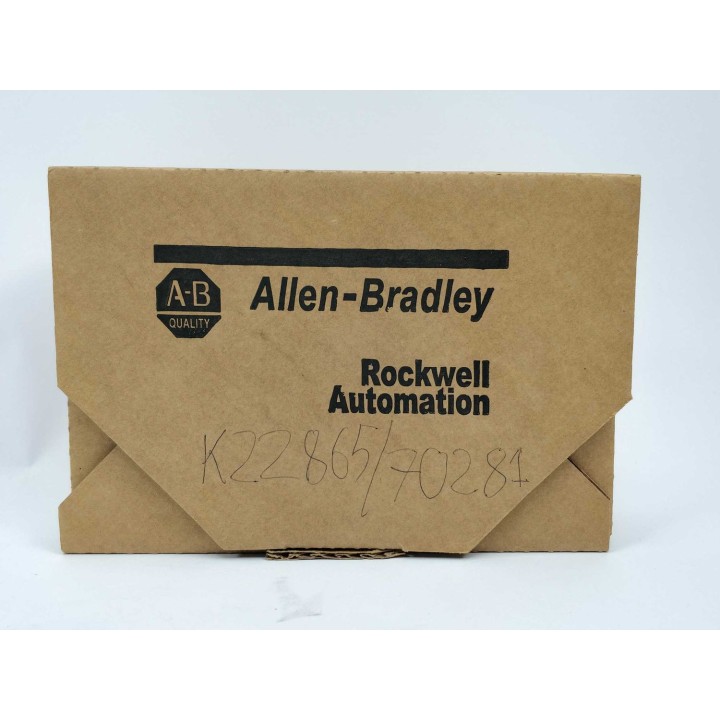 A-B
QUALITY
Allen-Bradley
Rockwell
Automation
K22865/70281